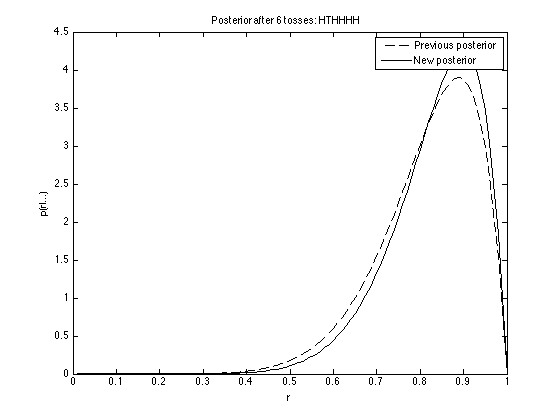 Posterior after 6 tosses: HTHHHH
4.5
4
3.5
3
2.5
2
1.5
1
0.5
0
Previous posterior
New posterior
p(r|...)
0 0.1 0.2 0.3 0.4 0.5 0.6 0.7 0.8 0.9 1
r